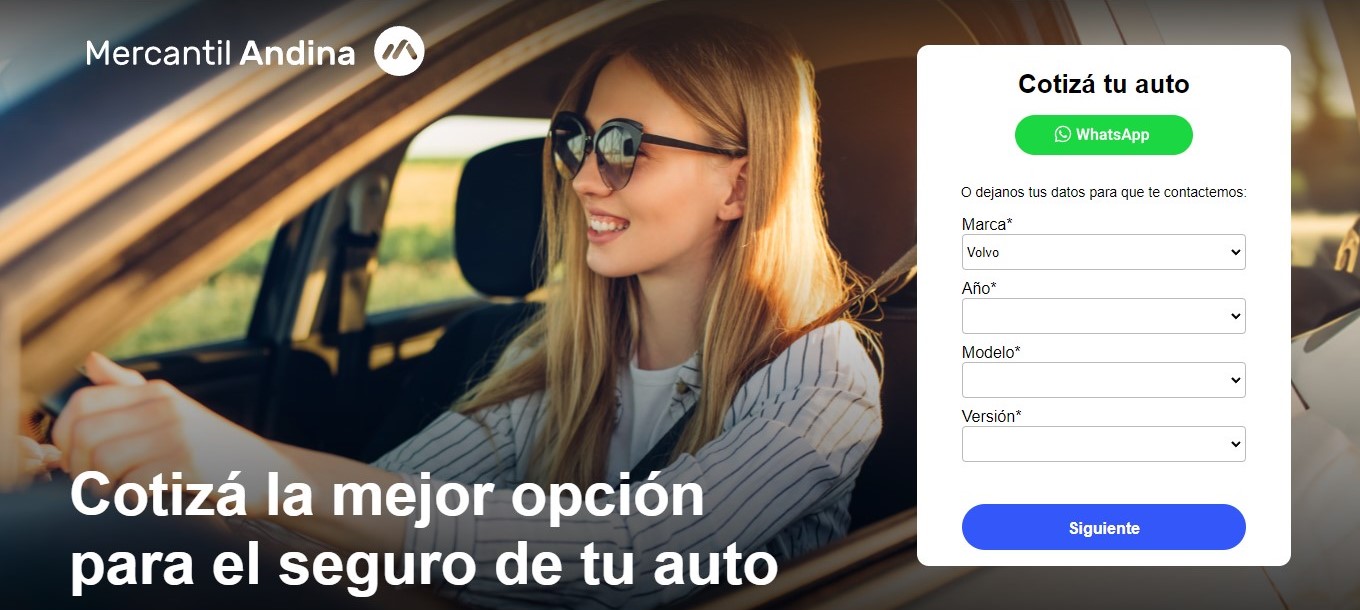 Mercantil Andina
Cotizá la mejor opción
para el seguro de tu auto
Cotizá tu auto
WhatsApp
O dejanos tus datos para que te contactemos:
Marca*
Volvo
Año*
Modelo*
Versión*
Siguiente